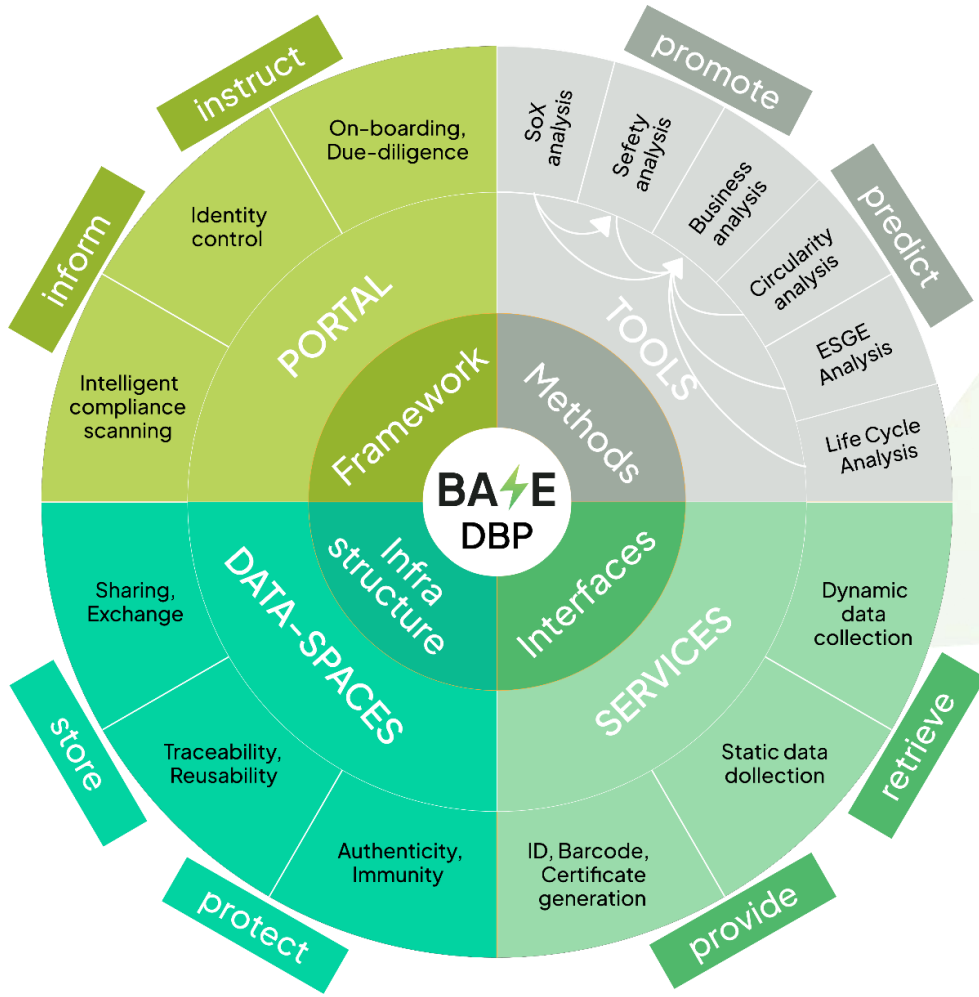 instruct
promote
inform
predict
On-boarding,
Due-diligence
Identity
control
Intelligent
compliance
scanning
SoX
analysis
Sefety
analysis
Business
analysis
Circularity
analysis
ESGE
Analysis
Life Cycle
Analysis
PORTAL
TOOLS
Framework
Methods
BASE
DBP
Infra
structure
Interfaces
DATA-SPACES
SERVICES
Sharing,
Exchange
Traceability,
Reusability
Authenticity,
Immunity
Dynamic
data
collection
Static data
dollection
ID, Barcode,
Certificate
generation
store
protect
retrieve
provide